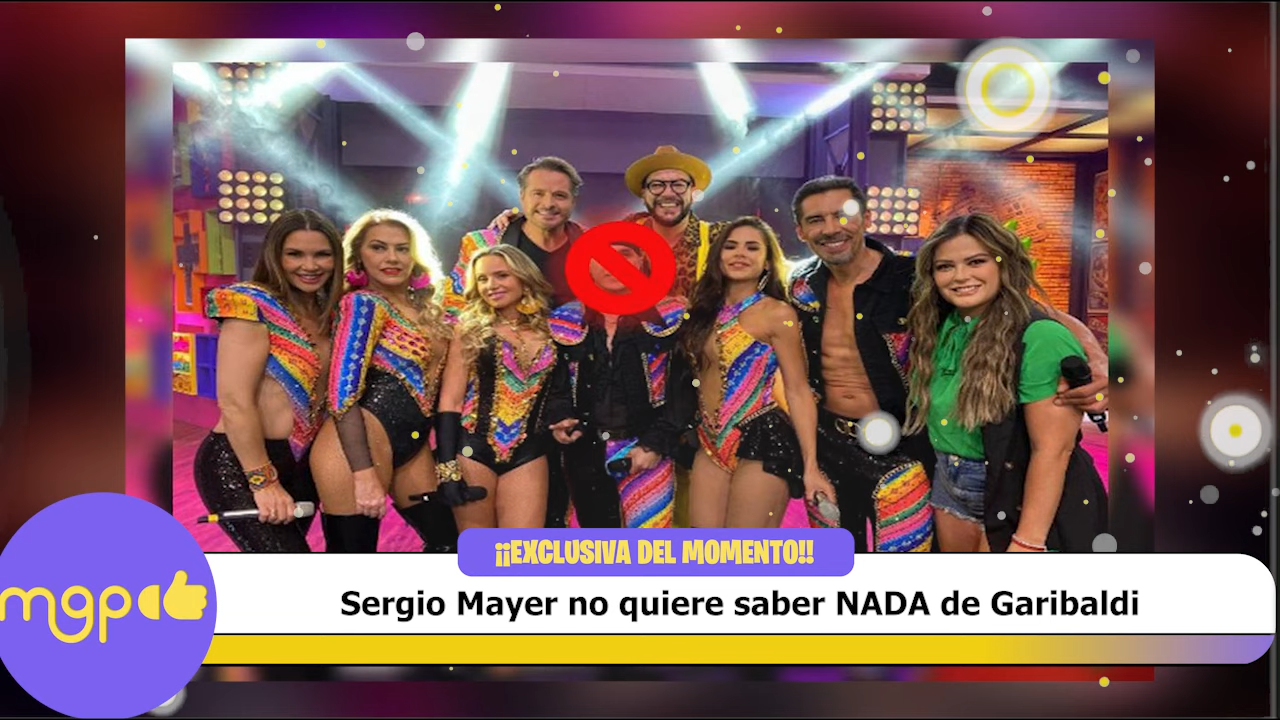 ¡¡EXCLUSIVA DEL MOMENTO!!
mgp
Sergio Mayer no quiere saber NADA de Garibaldi